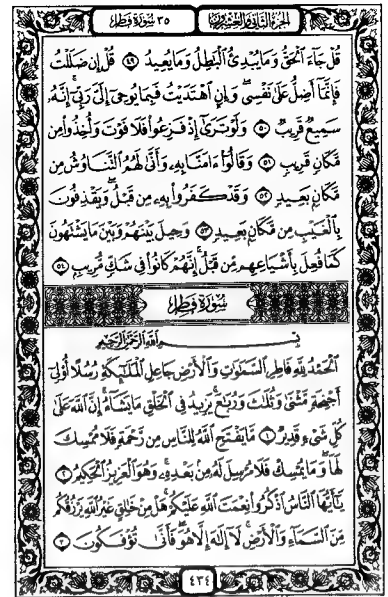 الجزء الثاني والعشرون ٣٥ سورة فطر
قُلْ جَآءَ ٱلْحَقُّ وَمَا يُبْدِئُ ٱلْبَٰطِلُ وَمَا يُعِيدُ ٤٩ قُلْ إِن ضَلَلْتُ
فَإِنَّمَآ أَضِلُّ عَلَىٰ نَفْسِى وَإِنِ ٱهْتَدَيْتُ فَبِمَا يُوحِىٓ إِلَىَّ رَبِّىٓ إِنَّهُۥ
سَمِيعٌ قَرِيبٌ ٥٠ وَلَوْ تَرَىٰٓ إِذْ فَزِعُوا۟ فَلَا فَوْتَ وَأُخِذُوا۟ مِن
مَّكَانٍ قَرِيبٍ ٥١ وَقَالُوٓا۟ ءَامَنَّا بِهِۦ وَأَنَّىٰ لَهُمُ ٱلتَّنَاوُشُ مِن
مَّكَانٍۭ بَعِيدٍ ٥٢ وَقَدْ كَفَرُوا۟ بِهِۦ مِن قَبْلُ وَيَقْذِفُونَ
بِٱلْغَيْبِ مِن مَّكَانٍۭ بَعِيدٍ ٥٣ وَحِيلَ بَيْنَهُمْ وَبَيْنَ مَا يَشْتَهُونَ
كَمَا فُعِلَ بِأَشْيَاعِهِم مِّن قَبْلُ إِنَّهُمْ كَانُوا۟ فِى شَكٍّ مُّرِيبٍۭ ٥٤
سورة فطر
بِسْمِ ٱللَّهِ ٱلرَّحْمَٰنِ ٱلرَّحِيمِ
ٱلْحَمْدُ لِلَّهِ فَاطِرِ ٱلسَّمَٰوَٰتِ وَٱلْأَرْضِ جَاعِلِ ٱلْمَلَٰٓئِكَةِ رُسُلًا أُو۟لِىٓ
أَجْنِحَةٍ مَّثْنَىٰ وَثُلَٰثَ وَرُبَٰعَ يَزِيدُ فِى ٱلْخَلْقِ مَا يَشَآءُ إِنَّ ٱللَّهَ عَلَىٰ
كُلِّ شَىْءٍ قَدِيرٌ ١ مَّا يَفْتَحِ ٱللَّهُ لِلنَّاسِ مِن رَّحْمَةٍ فَلَا مُمْسِكَ
لَهَا وَمَا يُمْسِكْ فَلَا مُرْسِلَ لَهُۥ مِنۢ بَعْدِهِۦ وَهُوَ ٱلْعَزِيزُ ٱلْحَكِيمُ ٢
يَٰٓأَيُّهَا ٱلنَّاسُ ٱذْكُرُوا۟ نِعْمَتَ ٱللَّهِ عَلَيْكُمْ هَلْ مِنْ خَٰلِقٍ غَيْرُ ٱللَّهِ يَرْزُقُكُم
مِّنَ ٱلسَّمَآءِ وَٱلْأَرْضِ لَآ إِلَٰهَ إِلَّا هُوَ فَأَنَّىٰ تُؤْفَكُونَ ٣
٤٣٤